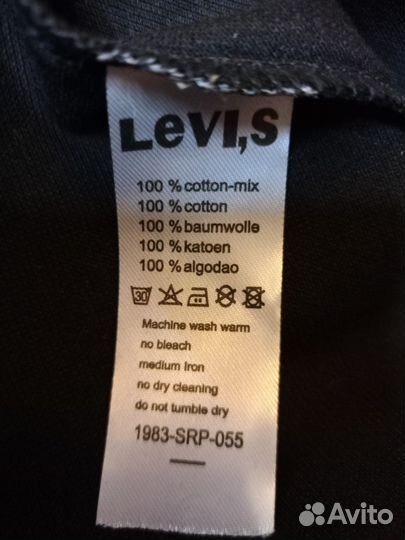 LeVI,S
100 % cotton-mix
100 % cotton
100 % baumwolle
100 % katoen
100 % algodao
30
Machine wash warm
no bleach
medium Iron
no dry cleaning
do not tumble dry
1983-SRP-055
Avito